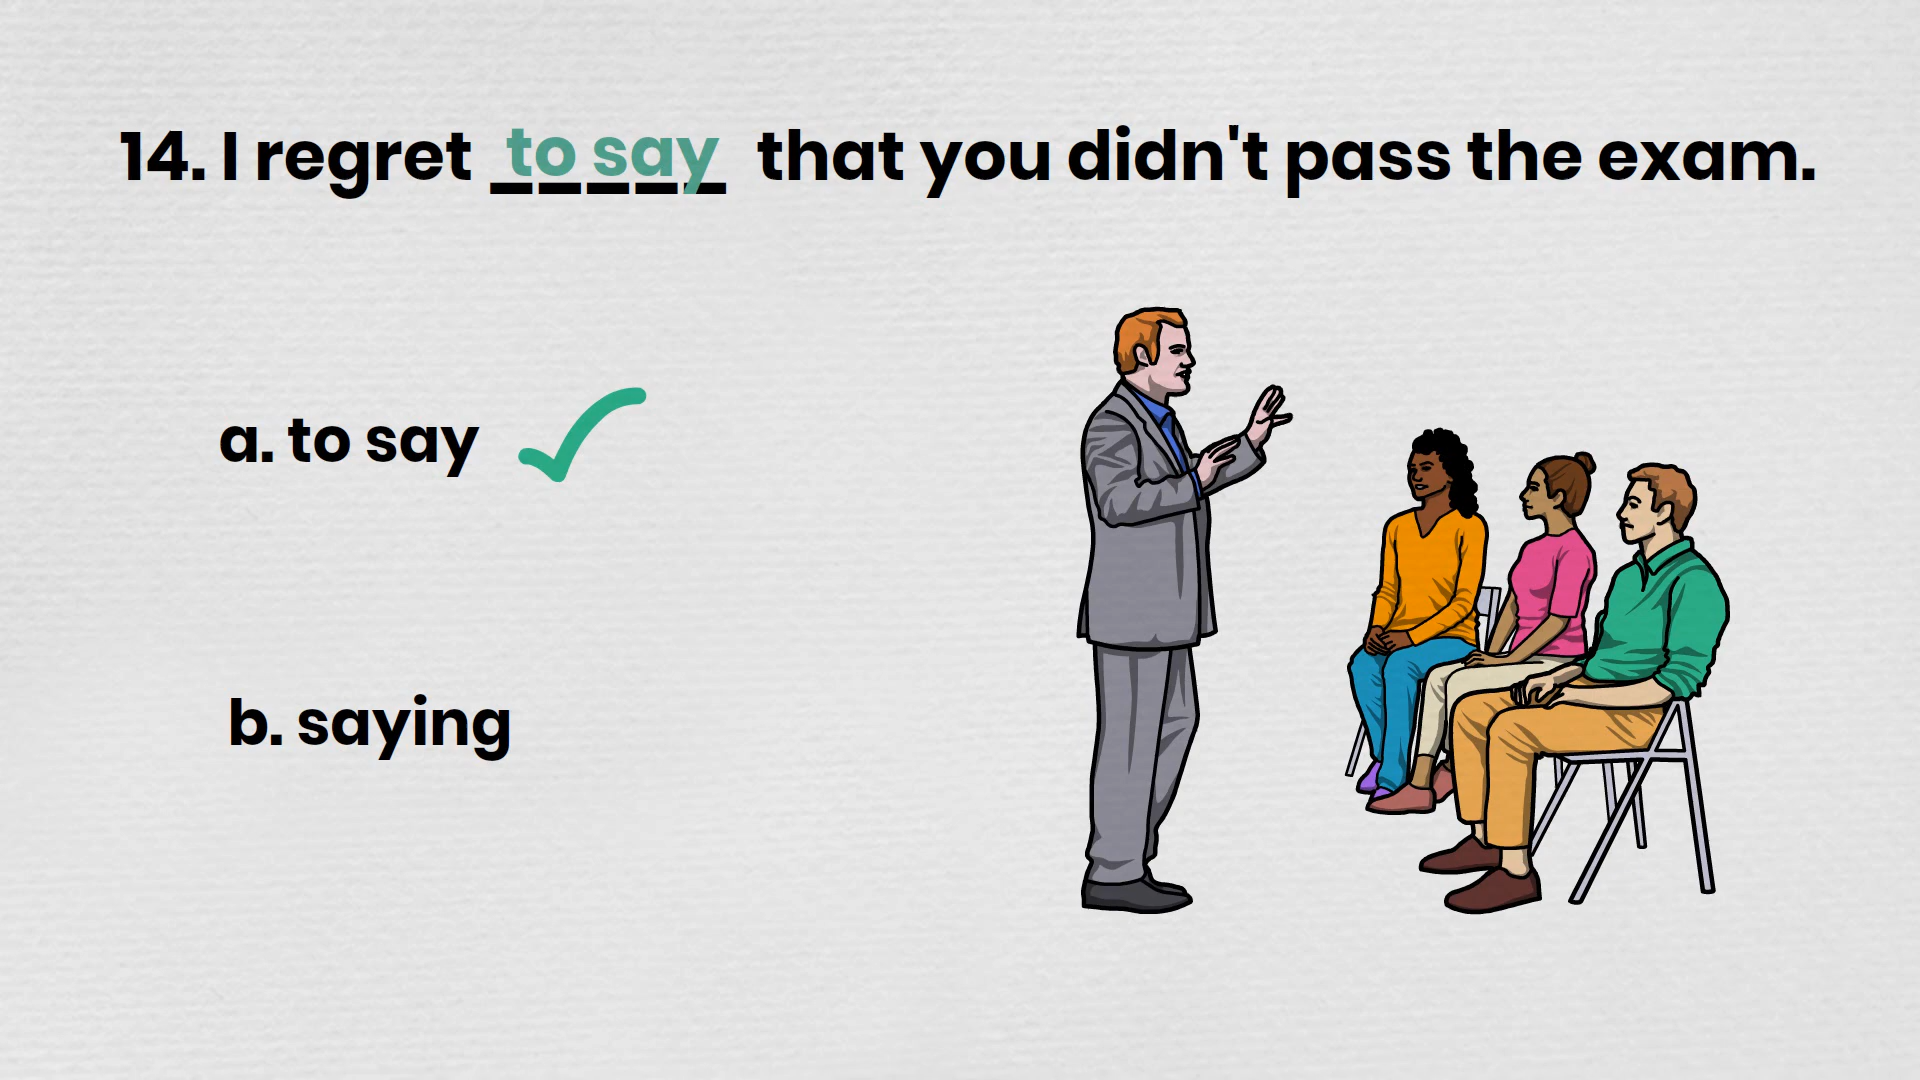 14. I regret to say that you didn't pass the exam.
a. to say
b. saying